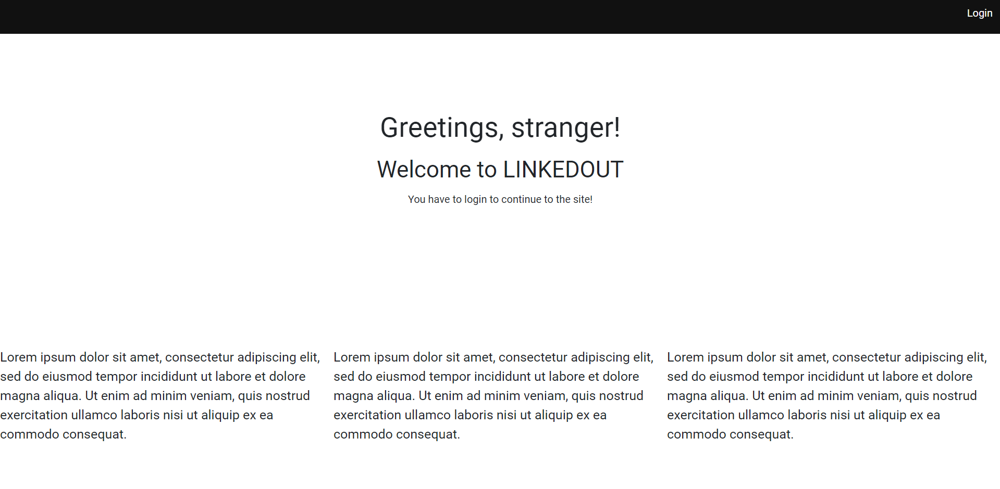 Login
Greetings, stranger!
Welcome to LINKEDOUT
You have to login to continue to the site!
Lorem ipsum dolor sit amet, consectetur adipiscing elit,
sed do eiusmod tempor incididunt ut labore et dolore
magna aliqua. Ut enim ad minim veniam, quis nostrud
exercitation ullamco laboris nisi ut aliquip ex ea
commodo consequat.
Lorem ipsum dolor sit amet, consectetur adipiscing elit,
sed do eiusmod tempor incididunt ut labore et dolore
magna aliqua. Ut enim ad minim veniam, quis nostrud
exercitation ullamco laboris nisi ut aliquip ex ea
commodo consequat.
Lorem ipsum dolor sit amet, consectetur adipiscing elit,
sed do eiusmod tempor incididunt ut labore et dolore
magna aliqua. Ut enim ad minim veniam, quis nostrud
exercitation ullamco laboris nisi ut aliquip ex ea
commodo consequat.